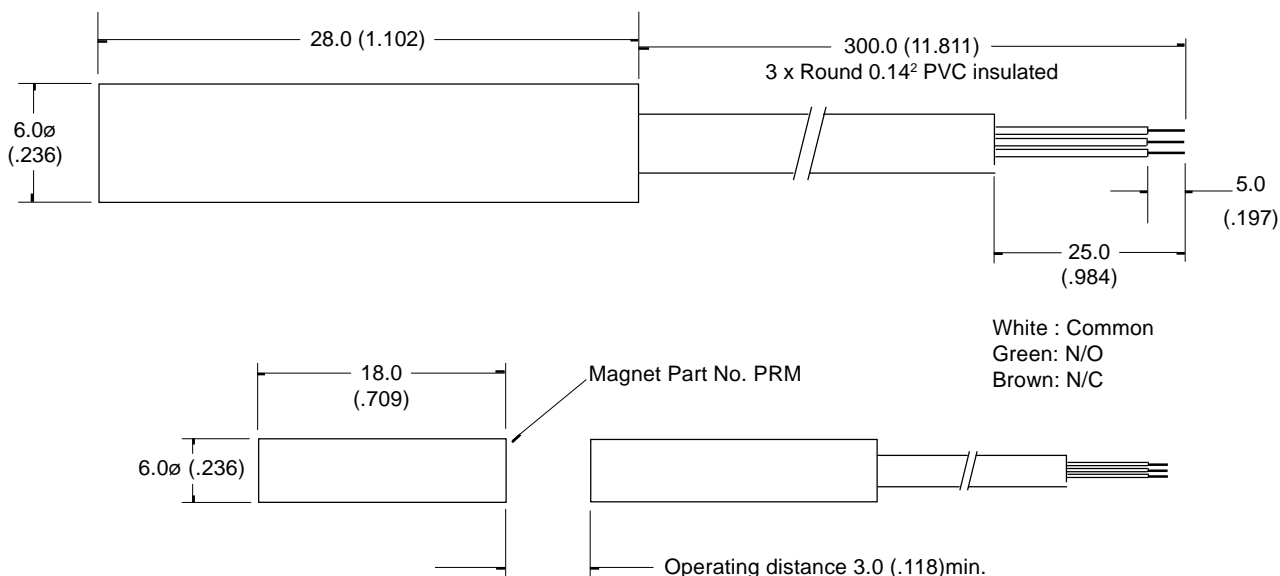 28.0 (1.102)
300.0 (11.811)
3 x Round 0.14² PVC insulated
6.0ø
(.236)
5.0
(.197)
25.0
(.984)
White : Common
Green: N/O
Brown: N/C
18.0
(.709)
Magnet Part No. PRM
6.0ø (.236)
Operating distance 3.0 (.118)min.